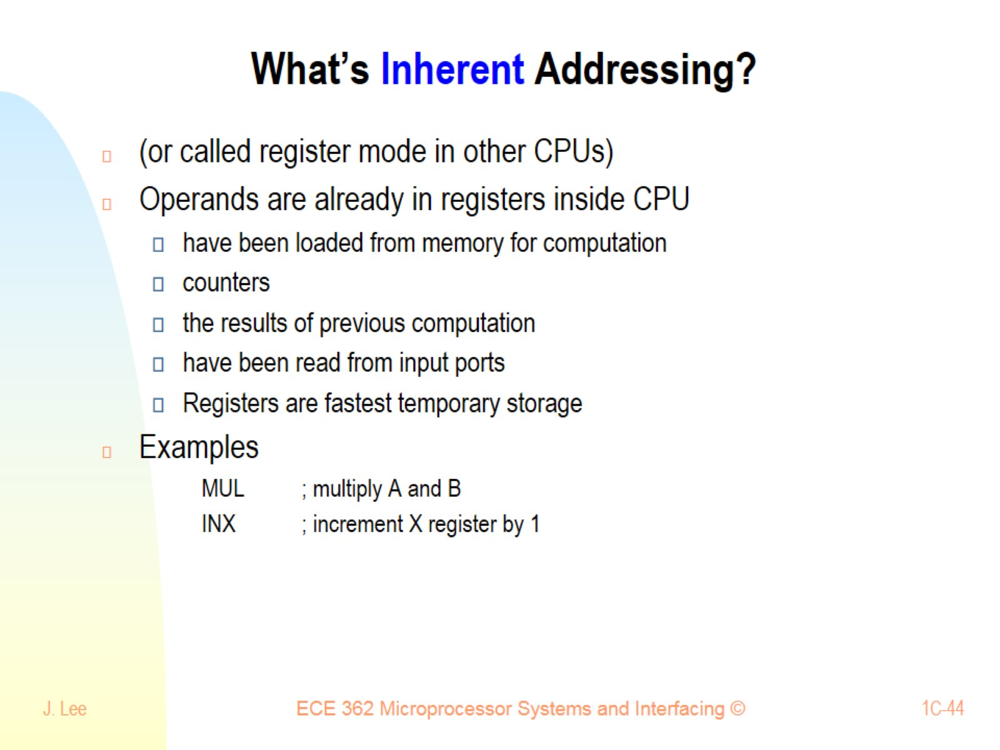 What's Inherent Addressing?
(or called register mode in other CPUs)
Operands are already in registers inside CPU
have been loaded from memory for computation
counters
the results of previous computation
have been read from input ports
Registers are fastest temporary storage
Examples
MUL ; multiply A and B
INX ; increment X register by 1
J. Lee ECE 362 Microprocessor Systems and Interfacing © 1C-44